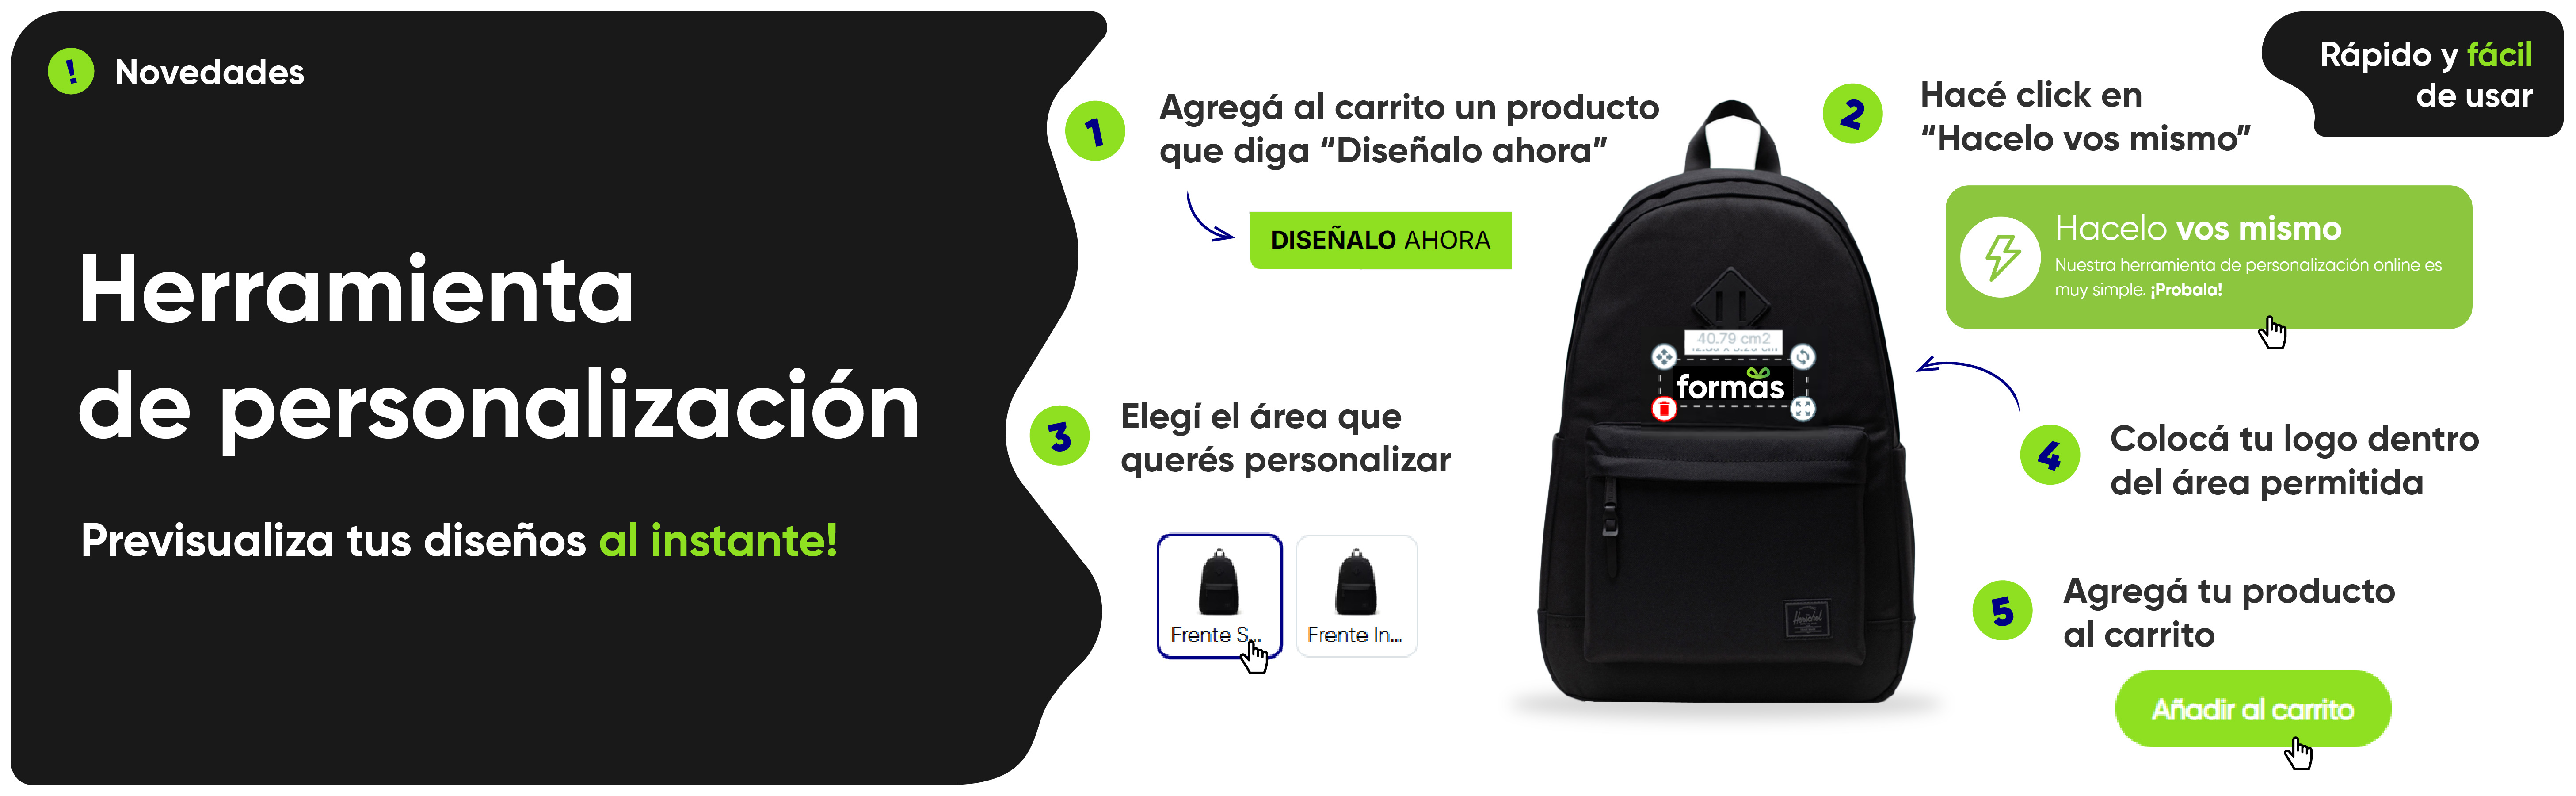 !
Novedades
Herramienta
de personalización
Previsualiza tus diseños al instante!
1
Agregá al carrito un producto
que diga “Diseñalo ahora”
DISEÑALO AHORA
2
Hacé click en
“Hacelo vos mismo”
Rápido y fácil
de usar
Hacelo vos mismo
Nuestra herramienta de personalización online es
muy simple. ¡Probala!
3
Elegí el área que
querés personalizar
Frente S...
Frente In...
40.79 cm2
formas
Herschel
4
Colocá tu logo dentro
del área permitida
5
Agregá tu producto
al carrito
Añadir al carrito